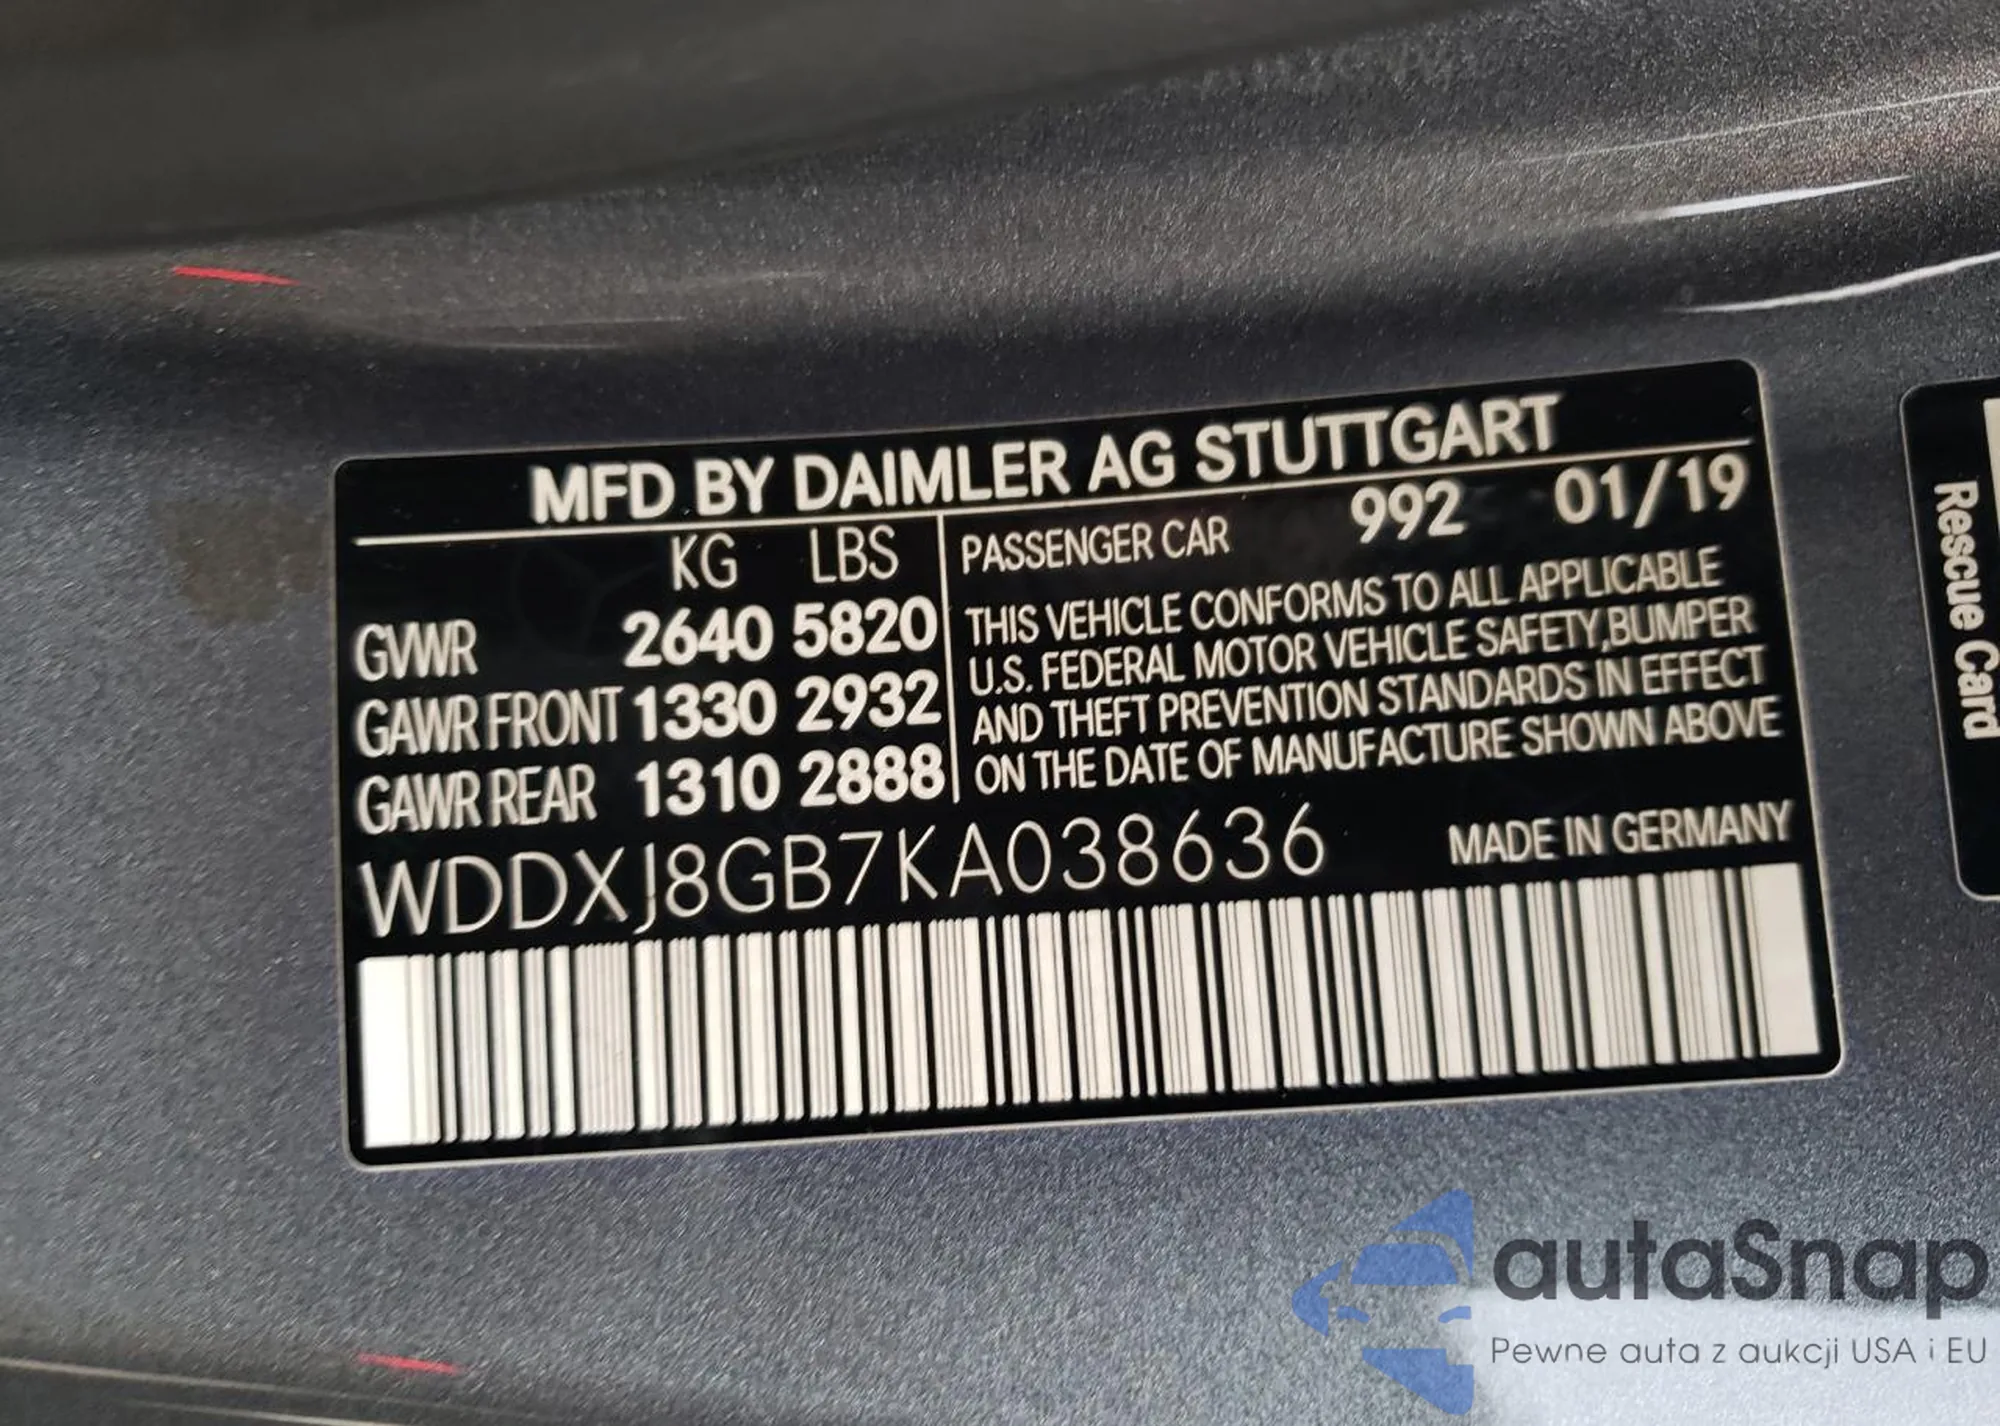 MFD BY DAIMLER AG STUTTGART
KG LBS
GVWR 2640 5820
GAWR FRONT 1330 2932
GAWR REAR 1310 2888
PASSENGER CAR 992 01/19
THIS VEHICLE CONFORMS TO ALL APPLICABLE
U.S. FEDERAL MOTOR VEHICLE SAFETY,BUMPER
AND THEFT PREVENTION STANDARDS IN EFFECT
ON THE DATE OF MANUFACTURE SHOWN ABOVE
WDDXJ8GB7KA038636
MADE IN GERMANY
Rescue Card
autaSnap
Pewne auta z aukcji USA i EU